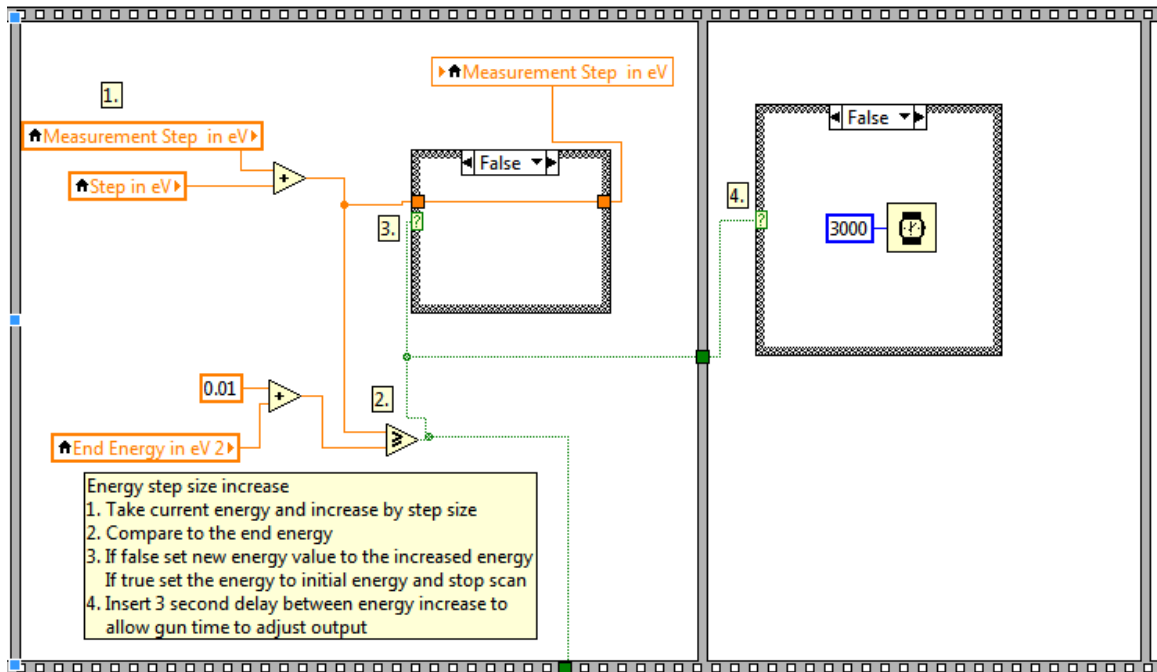 Measurement Step in eV
1.
Measurement Step in eV
Step in eV
False
3.
False
4.
3000
0.01
2.
End Energy in eV 2
Energy step size increase
1. Take current energy and increase by step size
2. Compare to the end energy
3. If false set new energy value to the increased energy
If true set the energy to initial energy and stop scan
4. Insert 3 second delay between energy increase to
allow gun time to adjust output